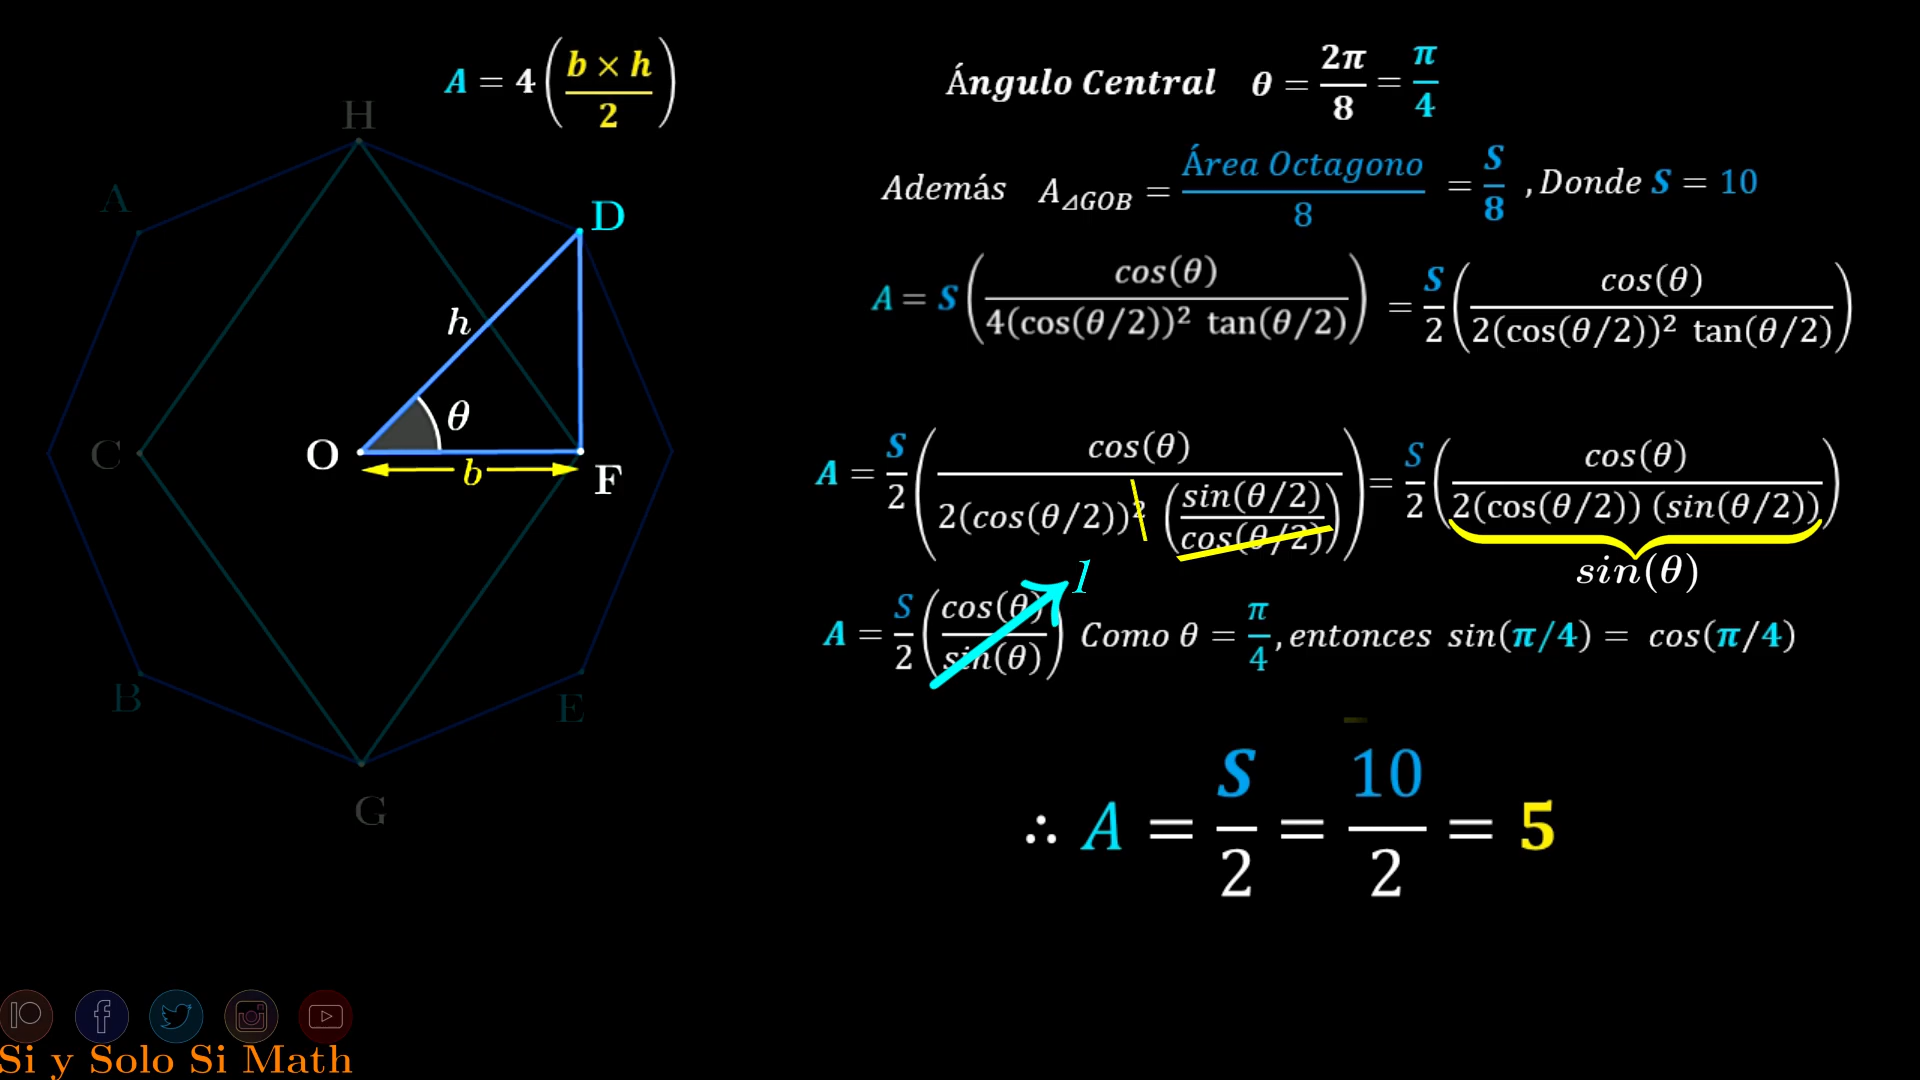 A = 4 (b × h / 2)
H
A
D
h
θ
C
O
b
F
B
E
G
Ángulo Central θ = 2π/8 = π/4
Además A⊿GOB = Área Octagono/8 = S/8 , Donde S = 10
A = S (cos(θ) / 4(cos(θ/2))² tan(θ/2)) = S/2 (cos(θ) / 2(cos(θ/2))² tan(θ/2))
A = S/2 (cos(θ) / 2(cos(θ/2))² (sin(θ/2)/cos(θ/2))) = S/2 (cos(θ) / 2(cos(θ/2)) (sin(θ/2)))
sin(θ)
1
A = S/2 (cos(θ)/sin(θ)) Como θ = π/4, entonces sin(π/4) = cos(π/4)
∴ A = S/2 = 10/2 = 5
Si y Solo Si Math